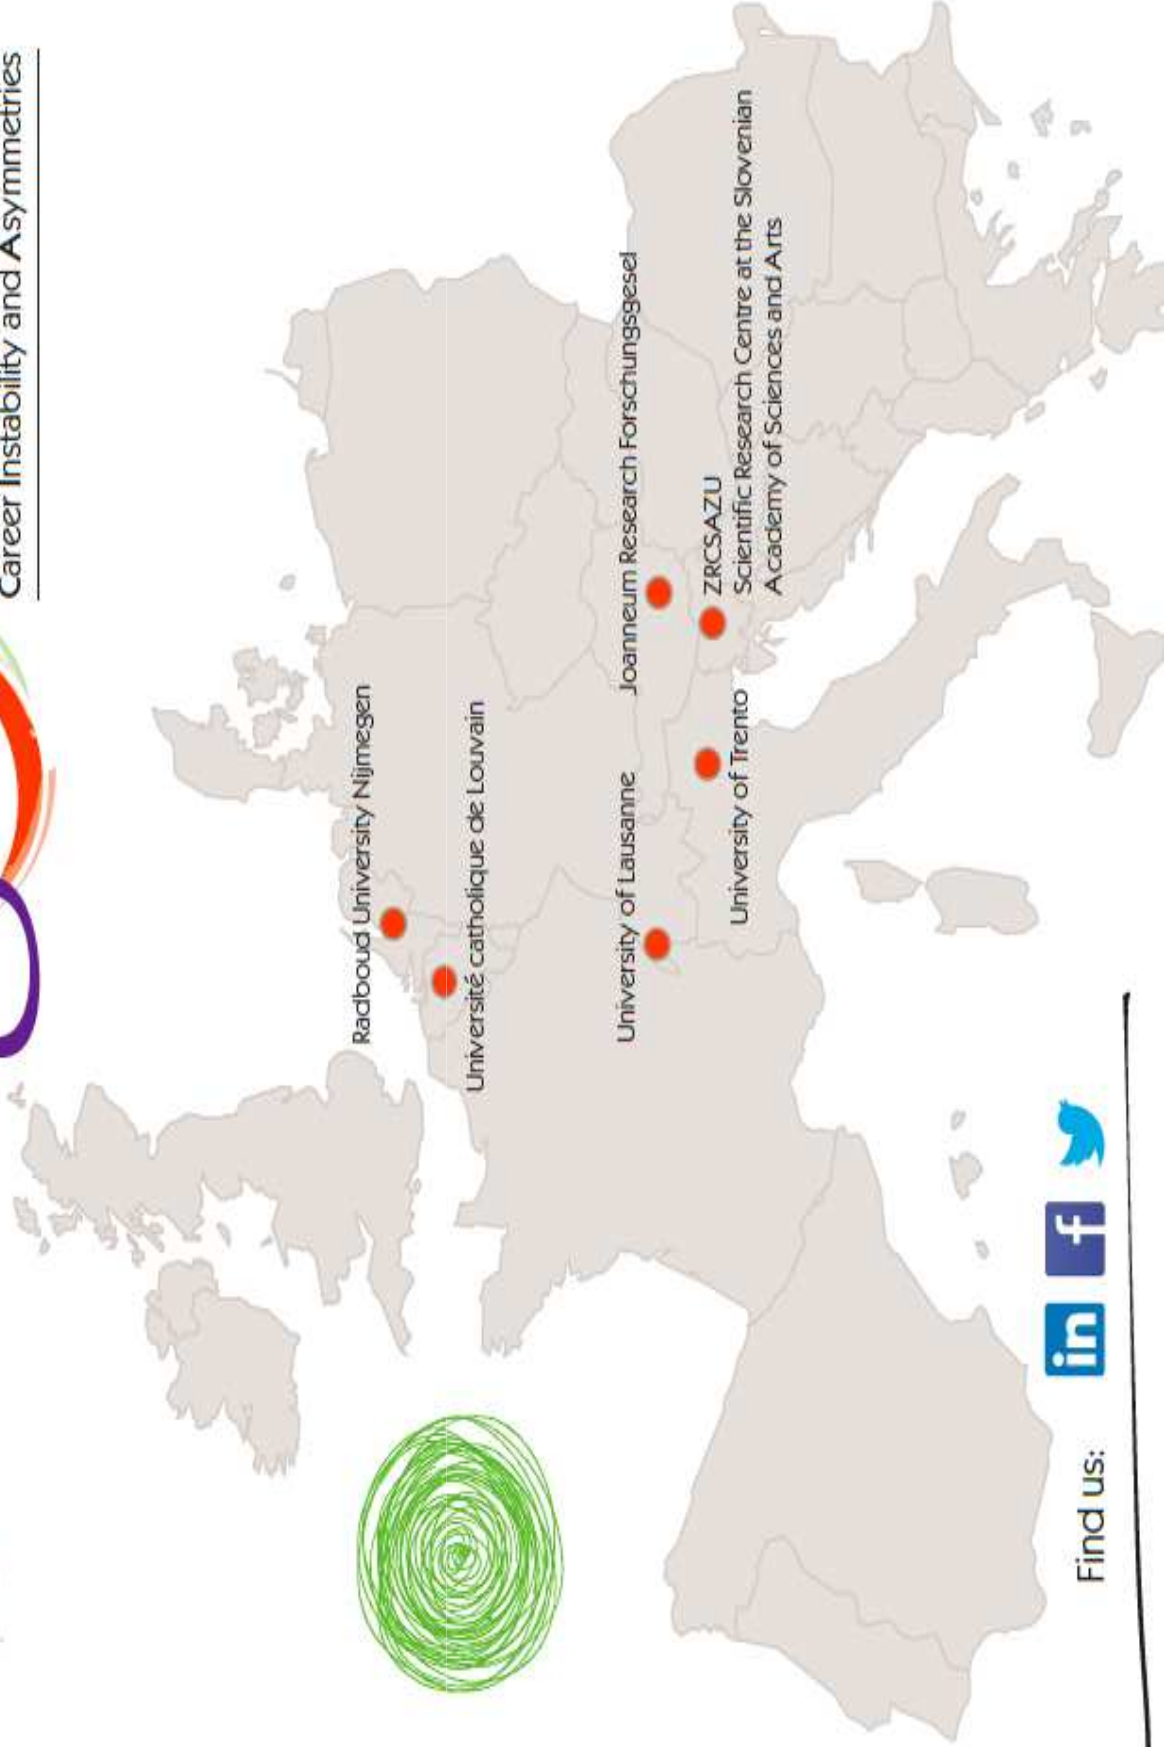 Career Instability and Asymmetries
Radboud University Nijmegen
Université catholique de Louvain
University of Lausanne
Joanneum Research Forschungsgesel
ZRCSAZU
Scientific Research Centre at the Slovenian
Academy of Sciences and Arts
University of Trento
Find us:
in f